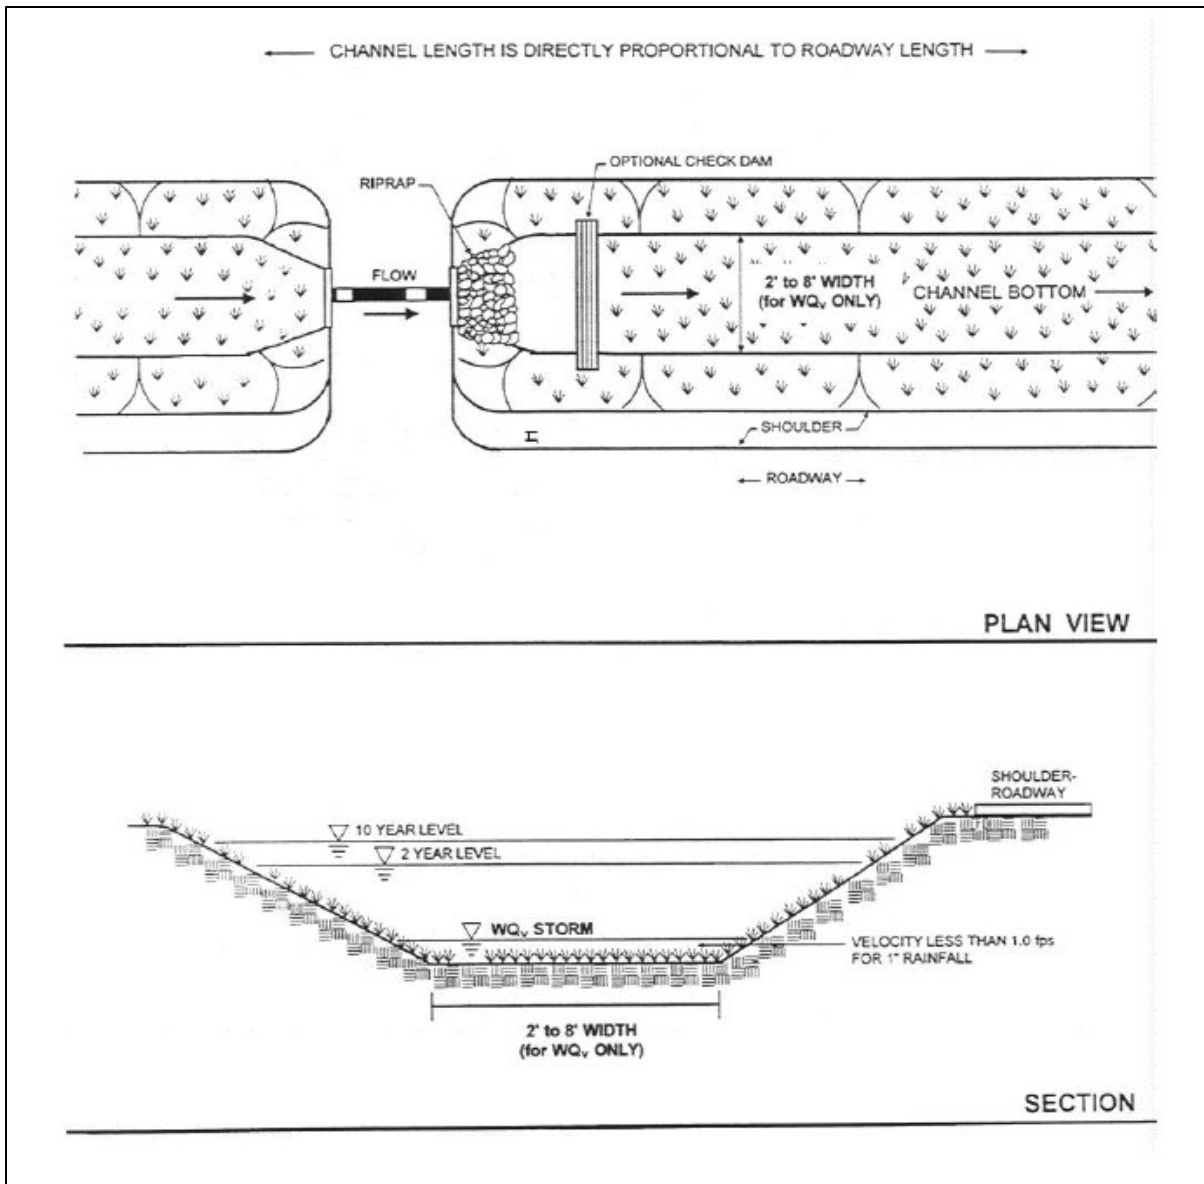 CHANNEL LENGTH IS DIRECTLY PROPORTIONAL TO ROADWAY LENGTH
OPTIONAL CHECK DAM
RIPRAP
FLOW
2' to 8' WIDTH
(for WQv ONLY)
CHANNEL BOTTOM
SHOULDER
ROADWAY
PLAN VIEW
SHOULDER-
ROADWAY
10 YEAR LEVEL
2 YEAR LEVEL
WQv STORM
VELOCITY LESS THAN 1.0 fps
FOR 1" RAINFALL
2' to 8' WIDTH
(for WQv ONLY)
SECTION